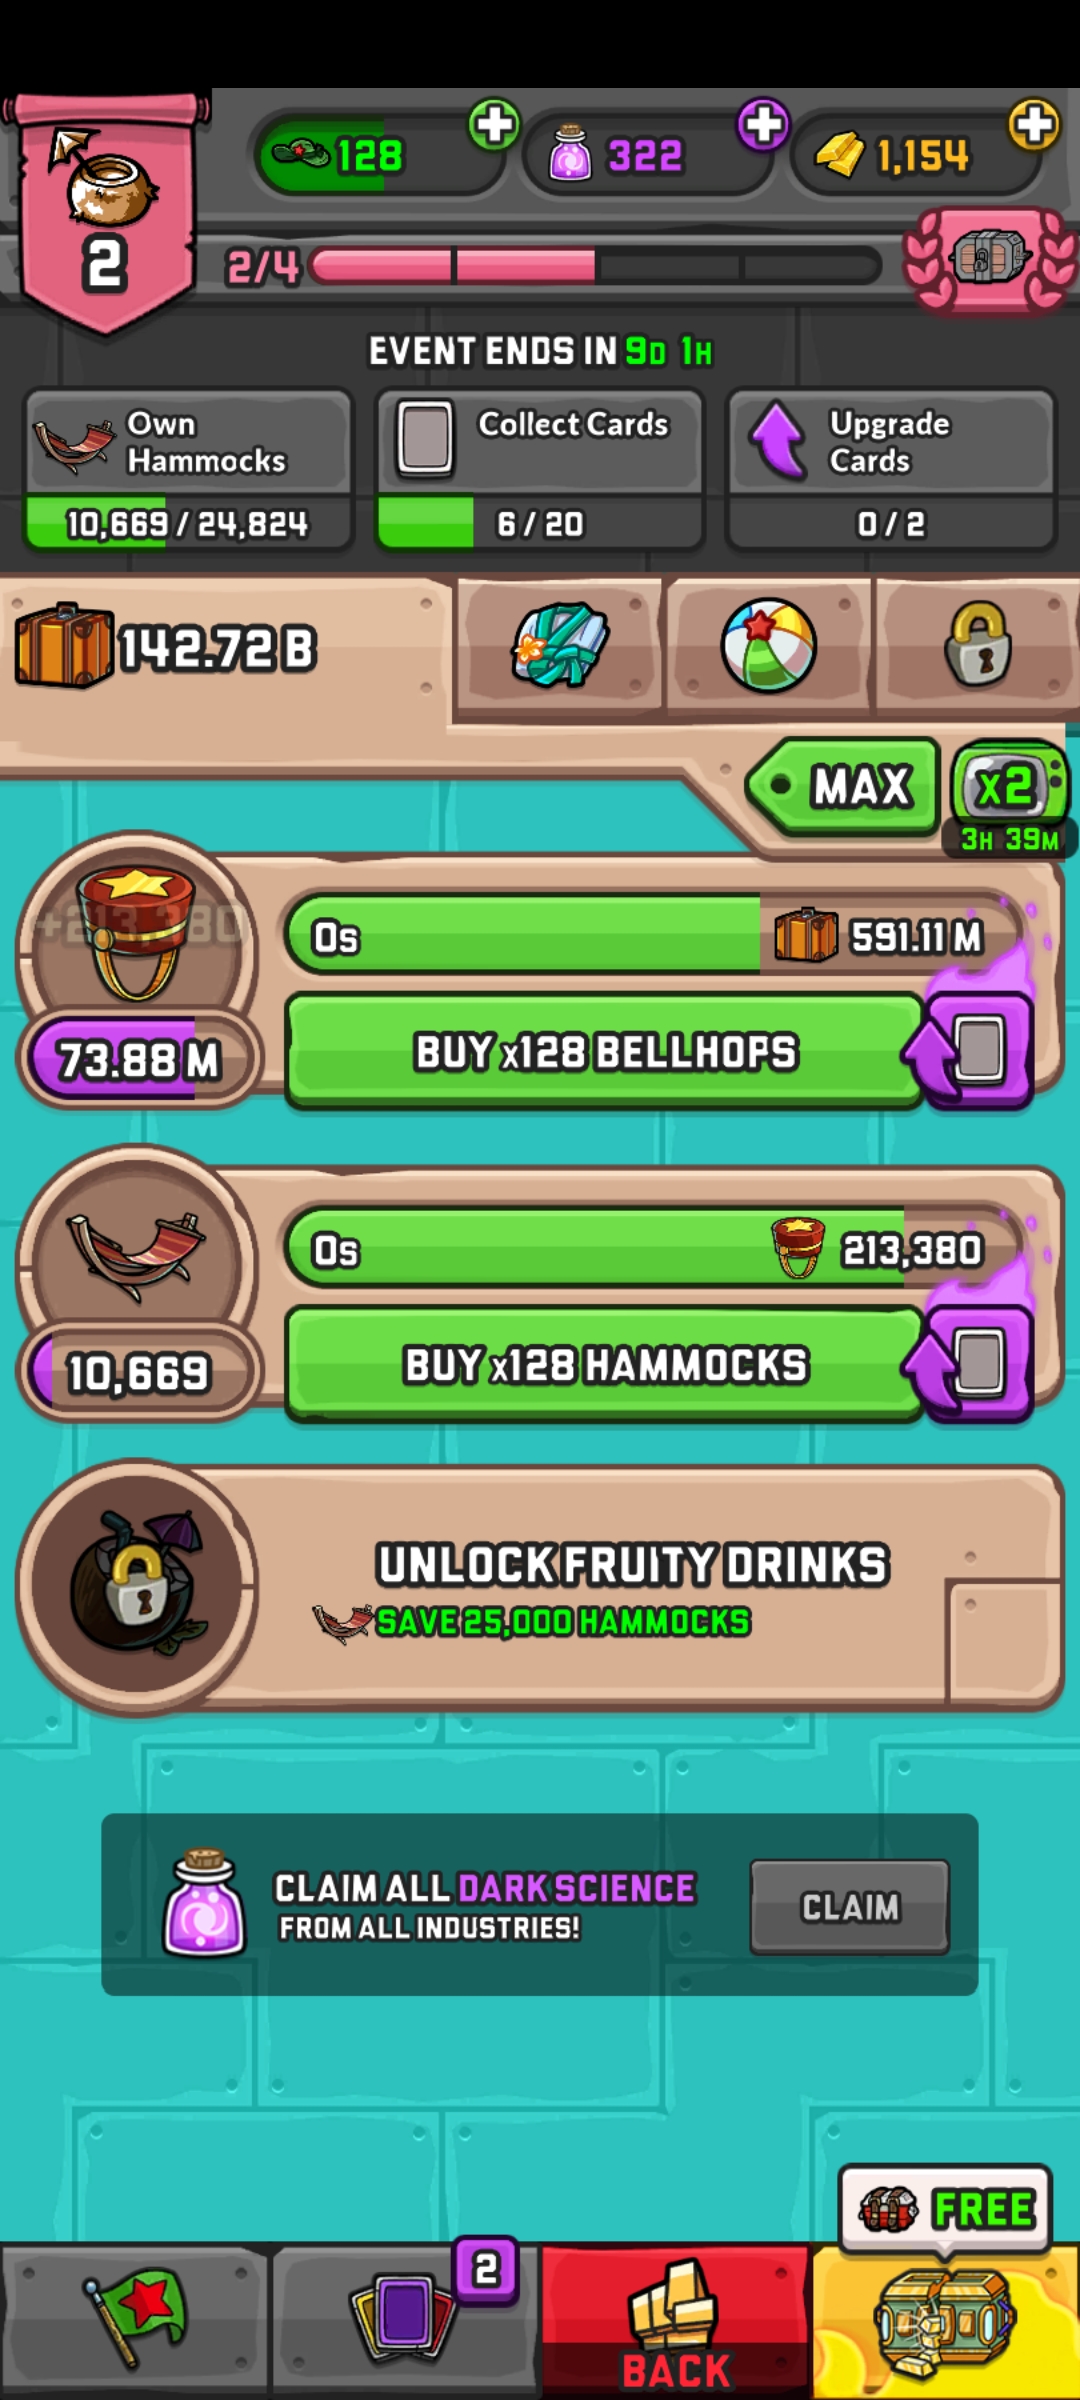 128
322
1,154
2
2/4
EVENT ENDS IN 9D 1H
Own
Hammocks
10,669 / 24,824
Collect Cards
6 / 20
Upgrade
Cards
0 / 2
142.72 B
MAX
x2
3H 39M
+213,380
0s
591.11 M
73.88 M
BUY x128 BELLHOPS
0s
213,380
10,669
BUY x128 HAMMOCKS
UNLOCK FRUITY DRINKS
SAVE 25,000 HAMMOCKS
CLAIM ALL DARK SCIENCE
FROM ALL INDUSTRIES!
CLAIM
FREE
2
BACK